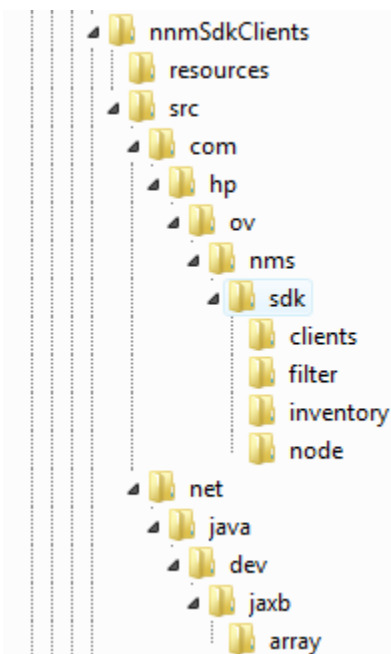 nnmSdkClients
resources
src
com
hp
ov
nms
sdk
clients
filter
inventory
node
net
java
dev
jaxb
array